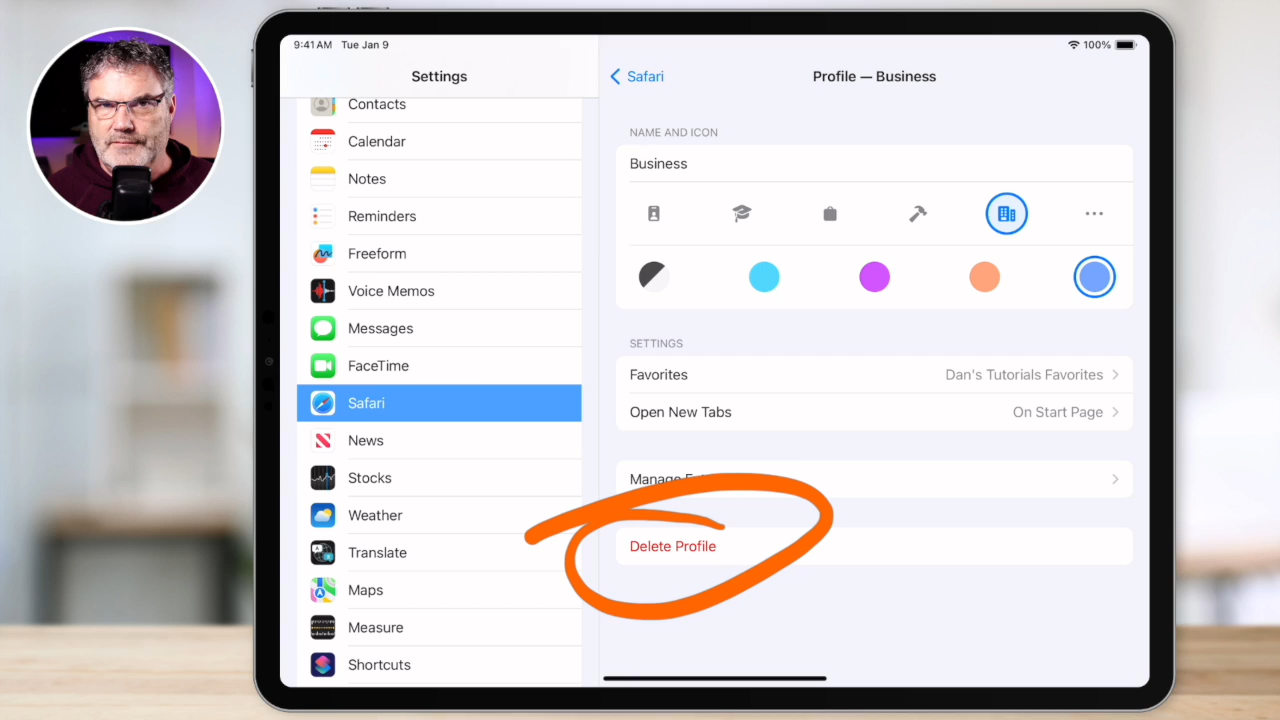 9:41 AM Tue Jan 9
100%
Settings
Contacts
Calendar
Notes
Reminders
Freeform
Voice Memos
Messages
FaceTime
Safari
News
Stocks
Weather
Translate
Maps
Measure
Shortcuts
Safari
Profile — Business
NAME AND ICON
Business
SETTINGS
Favorites Dan's Tutorials Favorites
Open New Tabs On Start Page
Manage
Delete Profile